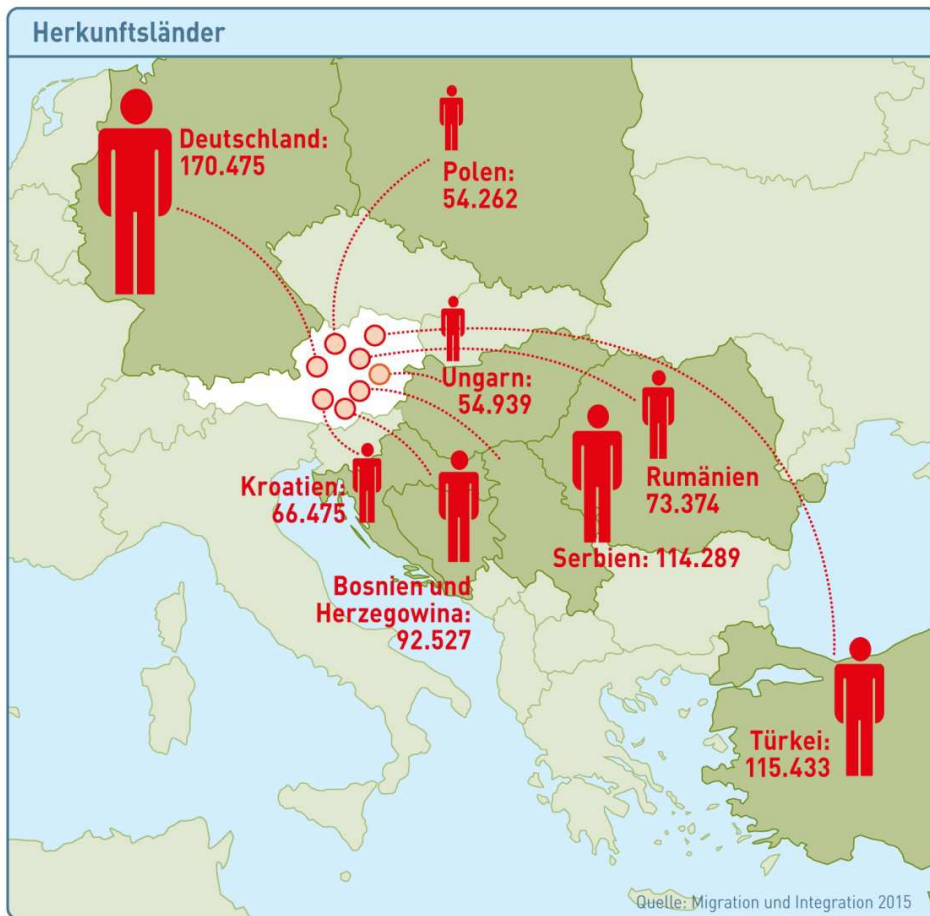 Herkunftsländer
Deutschland:
170.475
Polen:
54.262
Ungarn:
54.939
Kroatien:
66.475
Rumänien
73.374
Serbien: 114.289
Bosnien und
Herzegowina:
92.527
Türkei:
115.433
Quelle: Migration und Integration 2015